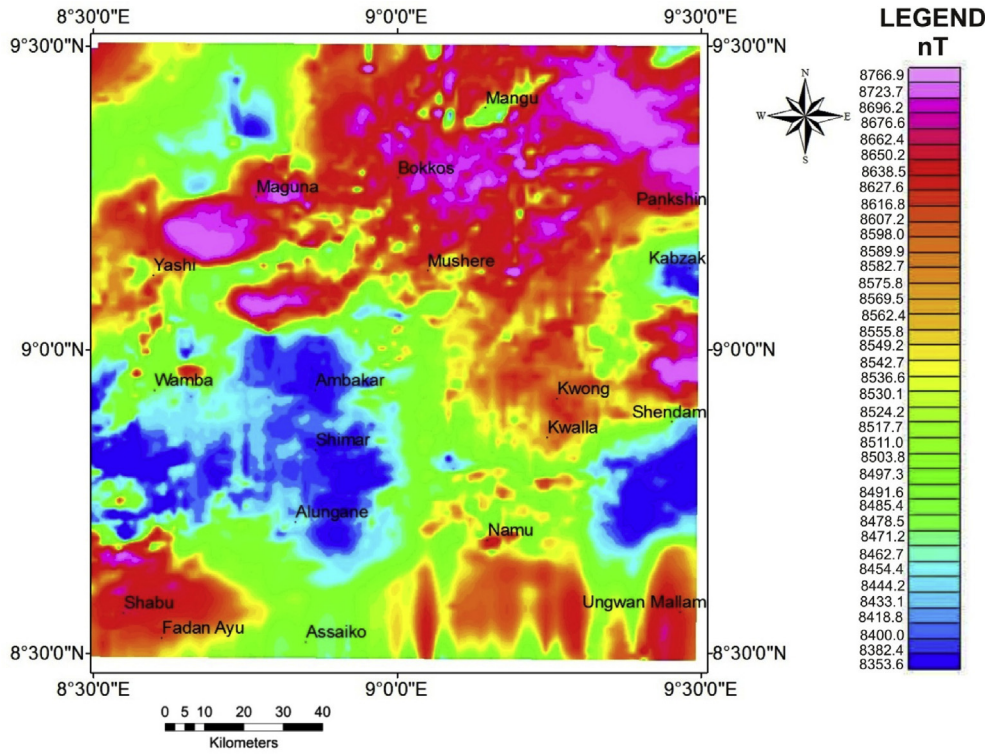 8°30'0"E 9°0'0"E 9°30'0"E
LEGEND
nT
9°30'0"N 9°30'0"N
N
W E
S
8766.9
8723.7
8696.2
8676.6
8662.4
8650.2
8638.5
8627.6
8616.8
8607.2
8598.0
8589.9
8582.7
8575.8
8569.5
8562.4
8555.8
8549.2
8542.7
8536.6
8530.1
8524.2
8517.7
8511.0
8503.8
8497.3
8491.6
8485.4
8478.5
8471.2
8462.7
8454.4
8444.2
8433.1
8418.8
8400.0
8382.4
8353.6
Mangu
Bokkos
Maguna
Pankshin
Kabzak
Mushere
Yashi
9°0'0"N 9°0'0"N
Wamba
Ambakar
Kwong
Shendam
Kwalla
Shimar
Alungane
Namu
Shabu
Ungwan Mallam
Fadan Ayu
Assaiko
8°30'0"N 8°30'0"N
8°30'0"E 9°0'0"E 9°30'0"E
0 5 10 20 30 40
Kilometers